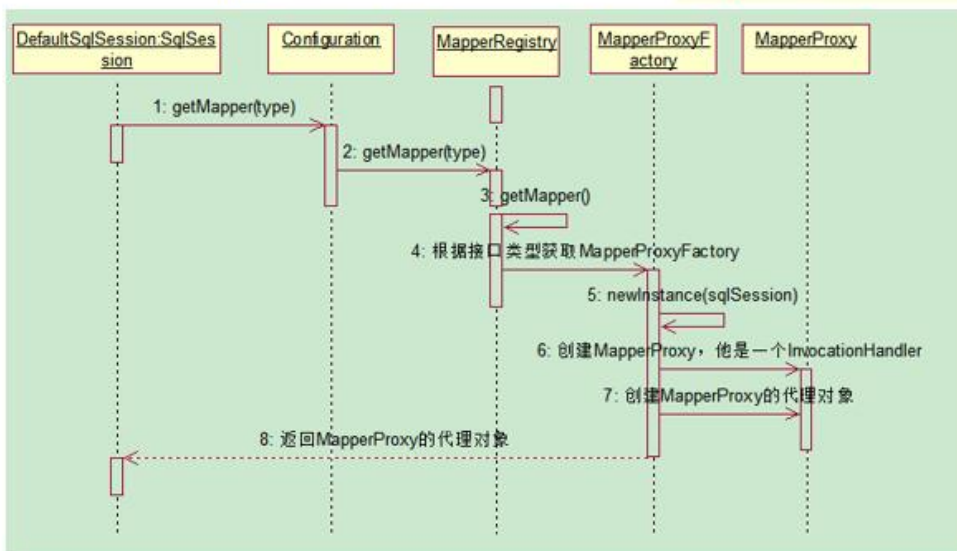 DefaultSqlSession:SqlSes
sion
Configuration
MapperRegistry
MapperProxyF
actory
MapperProxy
1: getMapper(type)
2: getMapper(type)
3: getMapper()
4: 根据接口类型获取MapperProxyFactory
5: newInstance(sqlSession)
6: 创建MapperProxy，他是一个InvocationHandler
7: 创建MapperProxy的代理对象
8: 返回MapperProxy的代理对象